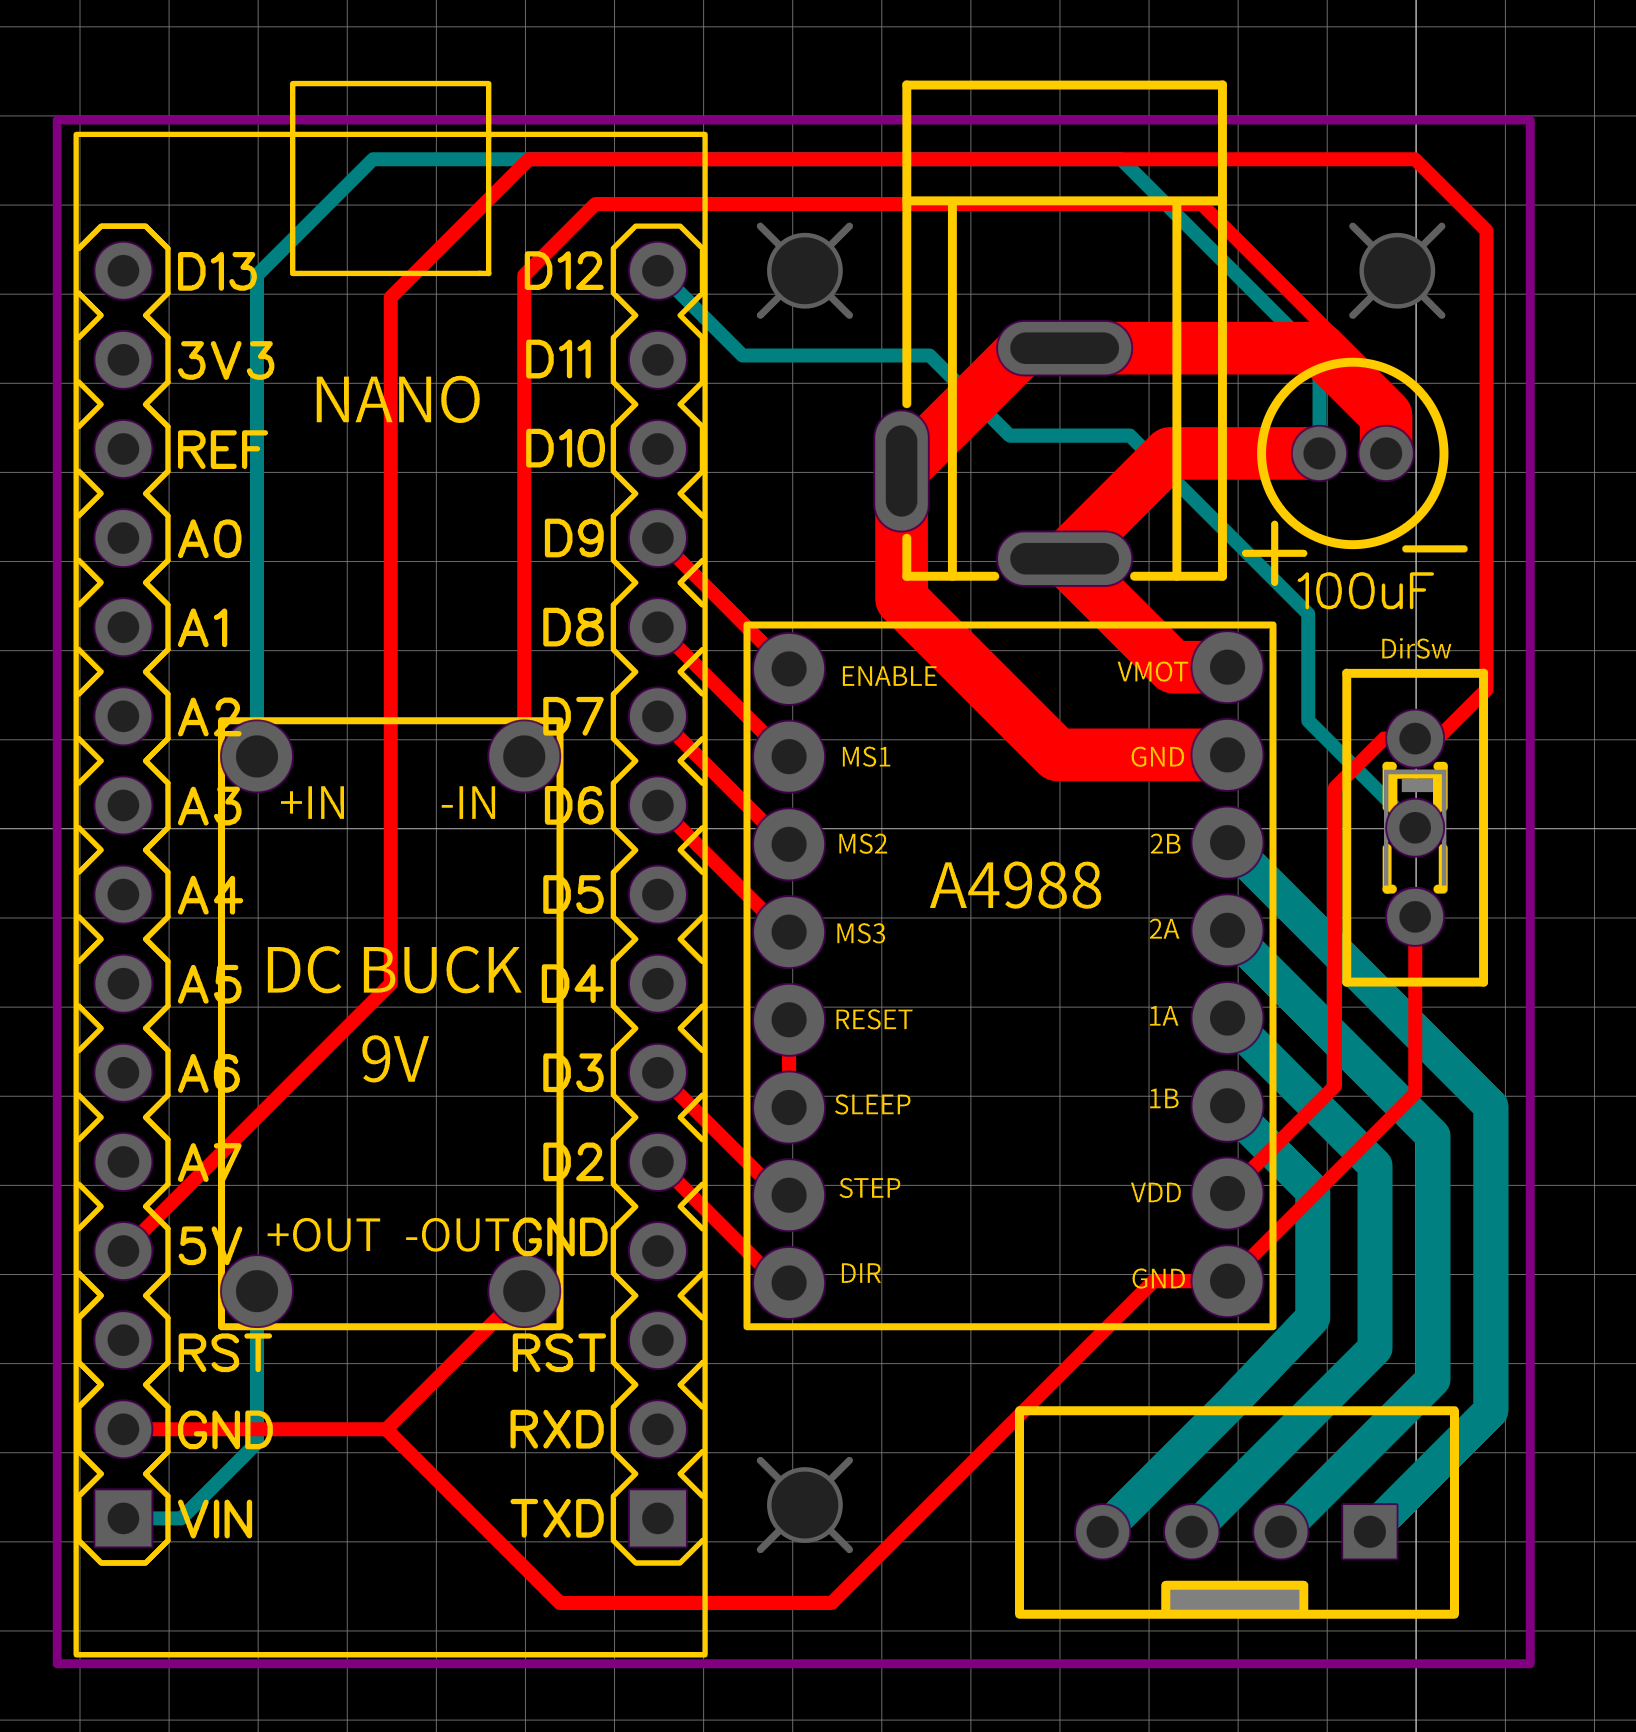 D13
3V3
REF
A0
A1
A2
A3
A4
A5
A6
A7
5V
RST
GND
VIN
NANO
D12
D11
D10
D9
D8
D7
D6
D5
D4
D3
D2
GND
RST
RXD
TXD
+IN -IN
DC BUCK
9V
+OUT -OUT
100uF
DirSw
A4988
ENABLE
MS1
MS2
MS3
RESET
SLEEP
STEP
DIR
VMOT
GND
2B
2A
1A
1B
VDD
GND